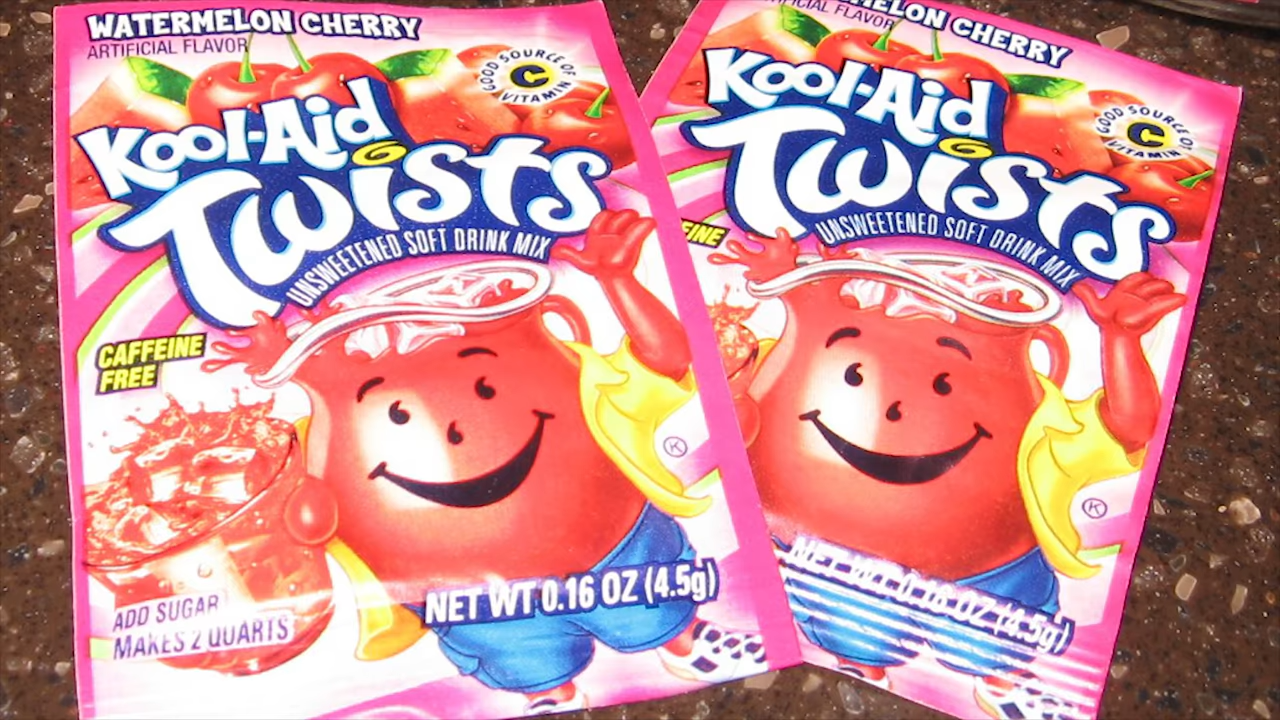 WATERMELON CHERRY
ARTIFICIAL FLAVOR
GOOD SOURCE OF
C
VITAMIN
Kool-Aid
Twists
UNSWEETENED SOFT DRINK MIX
CAFFEINE
FREE
K
ADD SUGAR
MAKES 2 QUARTS
NET WT 0.16 OZ (4.5g)
MELON CHERRY
ARTIFICIAL FLAVOR
GOOD SOURCE OF
C
VITAMIN
Kool-Aid
Twists
UNSWEETENED SOFT DRINK MIX
FINE
K
NET WT 0.16 OZ (4.5g)